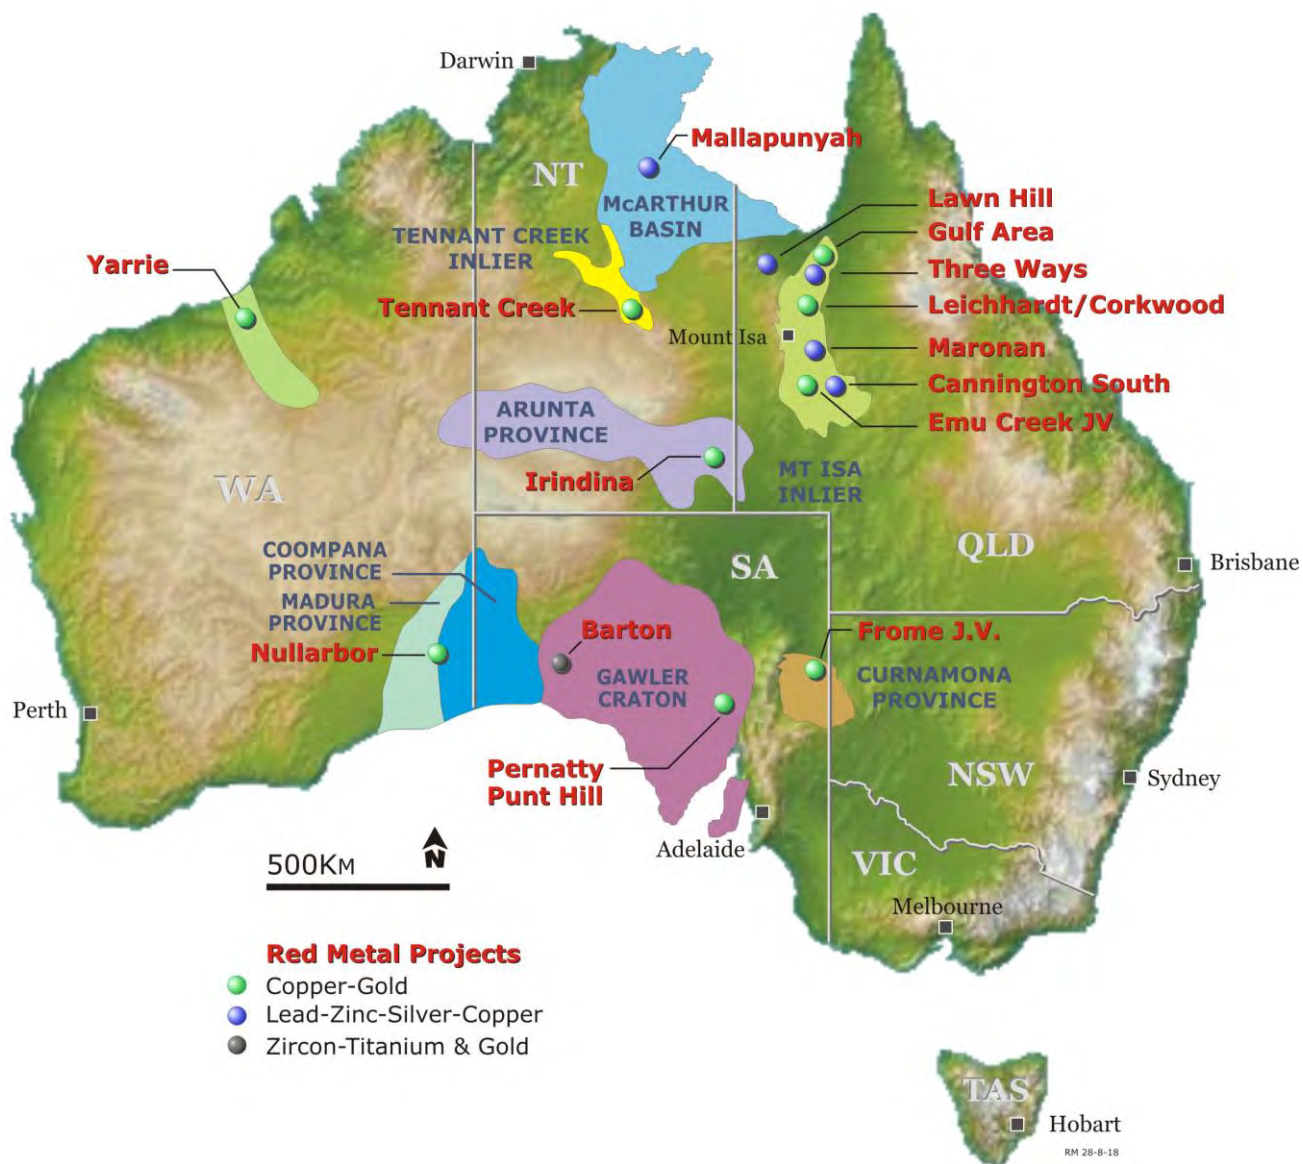 Darwin
Mallapunyah
NT
McARTHUR
BASIN
Lawn Hill
Gulf Area
TENNANT CREEK
INLIER
Yarrie
Three Ways
Tennant Creek
Leichhardt/Corkwood
Mount Isa
Maronan
Cannington South
ARUNTA
PROVINCE
Emu Creek JV
Irindina
MT ISA
INLIER
WA
COOMPANA
PROVINCE
SA
QLD
Brisbane
MADURA
PROVINCE
Nullarbor
Barton
Frome J.V.
GAWLER
CRATON
CURNAMONA
PROVINCE
Perth
Pernatty
Punt Hill
NSW
Sydney
Adelaide
VIC
N
500KM
Melbourne
Red Metal Projects
Copper-Gold
Lead-Zinc-Silver-Copper
Zircon-Titanium & Gold
TAS
Hobart
RM 28-8-18